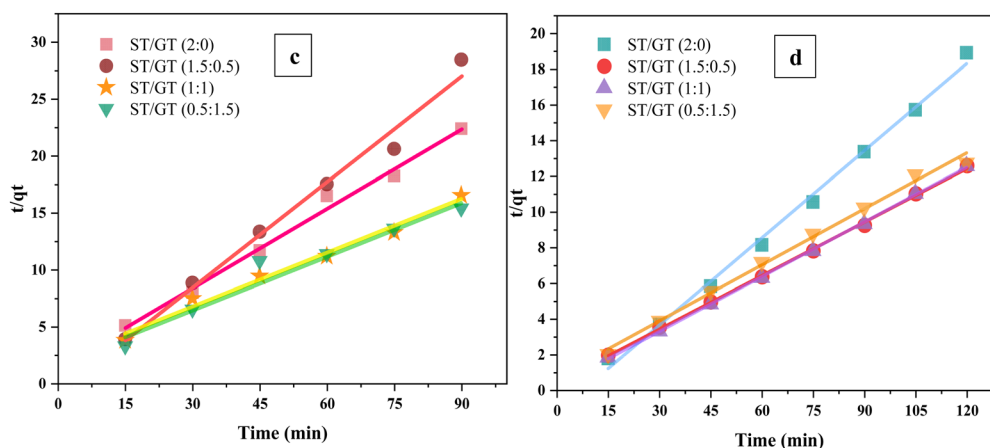 c
ST/GT (2:0)
ST/GT (1.5:0.5)
ST/GT (1:1)
ST/GT (0.5:1.5)
30
25
20
15
10
5
0
t/qt
0 15 30 45 60 75 90
Time (min)
d
ST/GT (2:0)
ST/GT (1.5:0.5)
ST/GT (1:1)
ST/GT (0.5:1.5)
20
18
16
14
12
10
8
6
4
2
0
t/qt
0 15 30 45 60 75 90 105 120
Time (min)